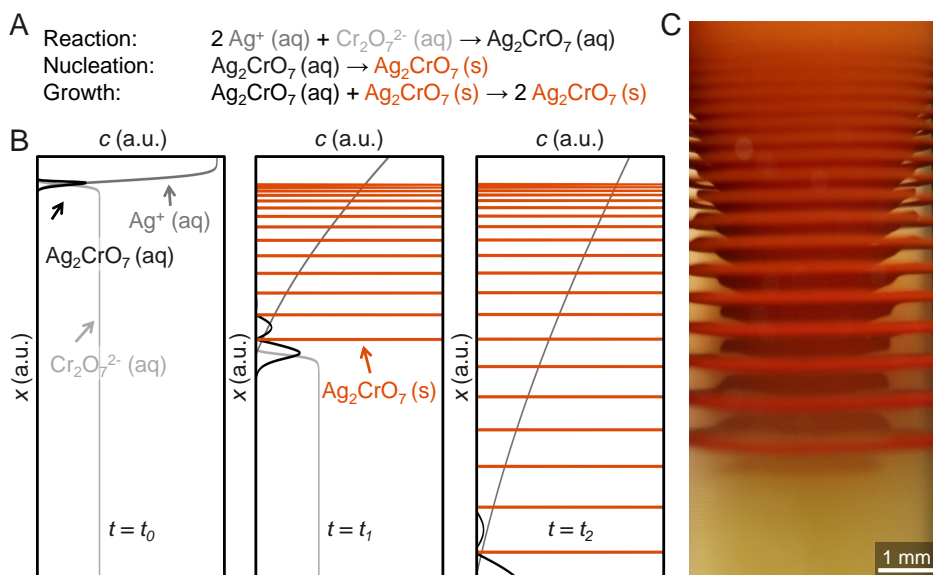 A
Reaction: 2 Ag⁺ (aq) + Cr₂O₇²⁻ (aq) → Ag₂CrO₇ (aq)
Nucleation: Ag₂CrO₇ (aq) → Ag₂CrO₇ (s)
Growth: Ag₂CrO₇ (aq) + Ag₂CrO₇ (s) → 2 Ag₂CrO₇ (s)
B
c (a.u.)
x (a.u.)
Ag⁺ (aq)
Ag₂CrO₇ (aq)
Cr₂O₇²⁻ (aq)
t = t₀
c (a.u.)
x (a.u.)
Ag₂CrO₇ (s)
t = t₁
c (a.u.)
x (a.u.)
t = t₂
C
1 mm